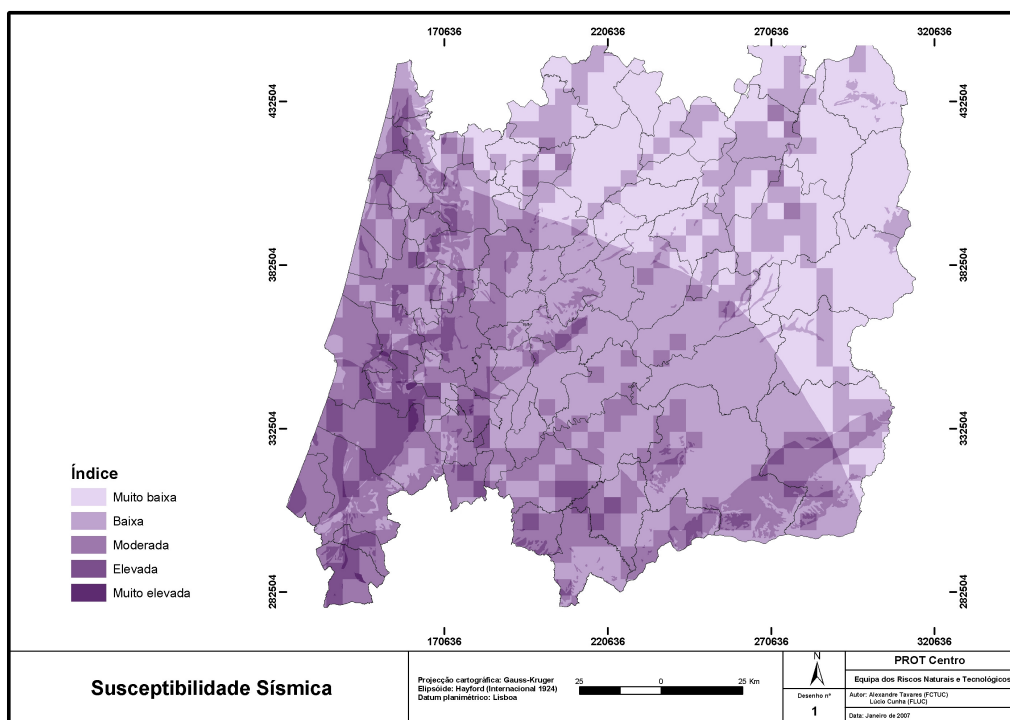 170636 220636 270636 320636
432504 432504
382504 382504
332504 332504
282504 282504
Índice
Muito baixa
Baixa
Moderada
Elevada
Muito elevada
170636 220636 270636 320636
Susceptibilidade Sísmica
Projecção cartográfica: Gauss-Kruger
Elipsóide: Hayford (Internacional 1924)
Datum planimétrico: Lisboa
25 0 25 Km
N
Desenho nº
1
PROT Centro
Equipa dos Riscos Naturais e Tecnológicos
Autor: Alexandre Tavares (FCTUC)
Lúcio Cunha (FLUC)
Data: Janeiro de 2007